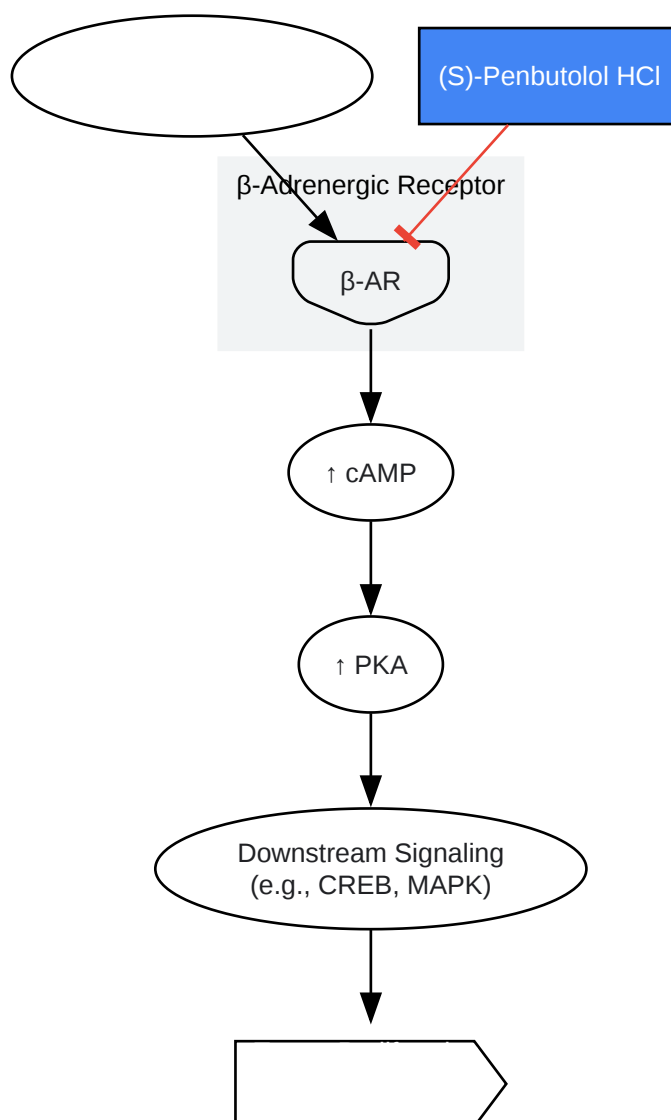 (S)-Penbutolol HCl
β-Adrenergic Receptor
β-AR
↑ cAMP
↑ PKA
Downstream Signaling
(e.g., CREB, MAPK)